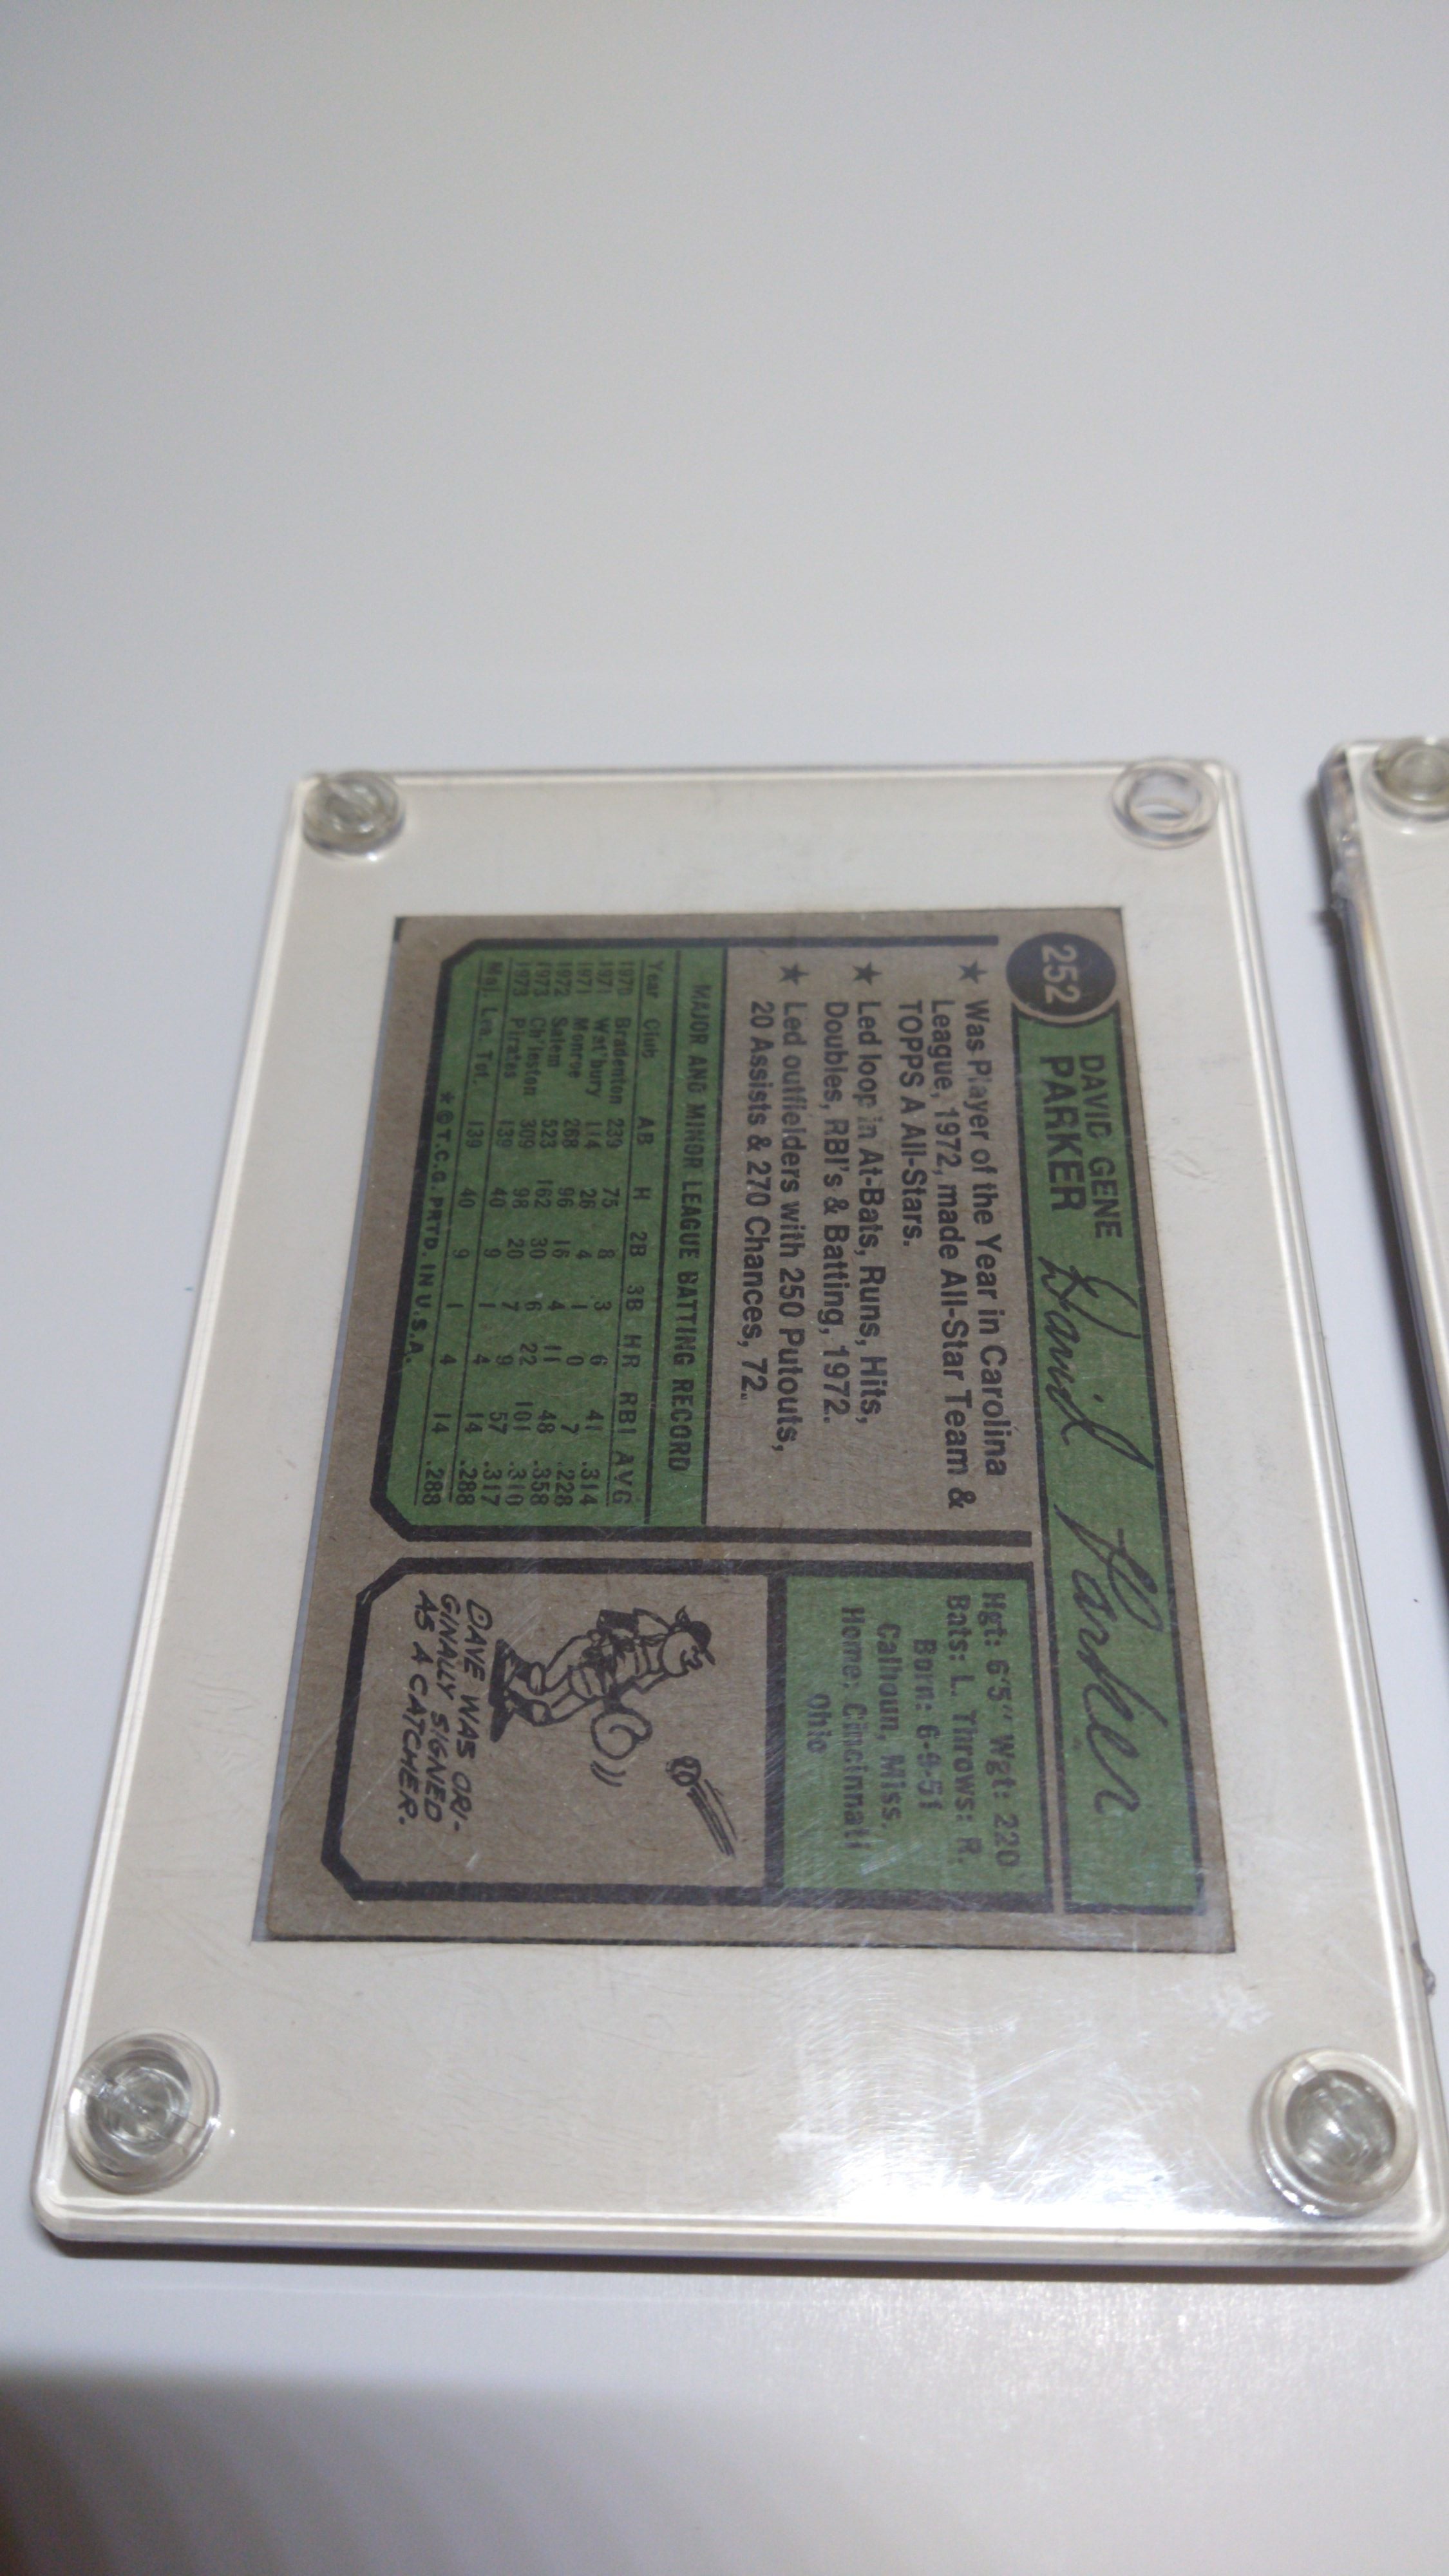 252
DAVID GENE
PARKER
David Parker
★ Was Player of the Year in Carolina
League, 1972, made All-Star Team &
TOPPS A All-Stars.
★ Led loop in At-Bats, Runs, Hits,
Doubles, RBI's & Batting, 1972.
★ Led outfielders with 250 Putouts,
20 Assists & 270 Chances, 72.
MAJOR AND MINOR LEAGUE BATTING RECORD
Year Club AB H 2B 3B HR RBI AVG
1970 Bradenton 239 75 8 3 6 41 .314
1971 Wat'bury 114 26 4 1 0 7 .228
1971 Monroe 268 96 16 4 11 48 .358
1972 Salem 523 162 30 6 22 101 .310
1973 Ch'leston 309 98 20 7 9 57 .317
1973 Pirates 139 40 9 1 4 14 .288
Maj. Lea. Tot. 139 40 9 1 4 14 .288
★ © T.C.G. PRTD. IN U.S.A.
Hgt: 6'5" Wgt: 220
Bats: L. Throws: R.
Born: 6-9-51
Calhoun, Miss.
Home: Cincinnati
Ohio
DAVE WAS ORI-
GINALLY SIGNED
AS A CATCHER.